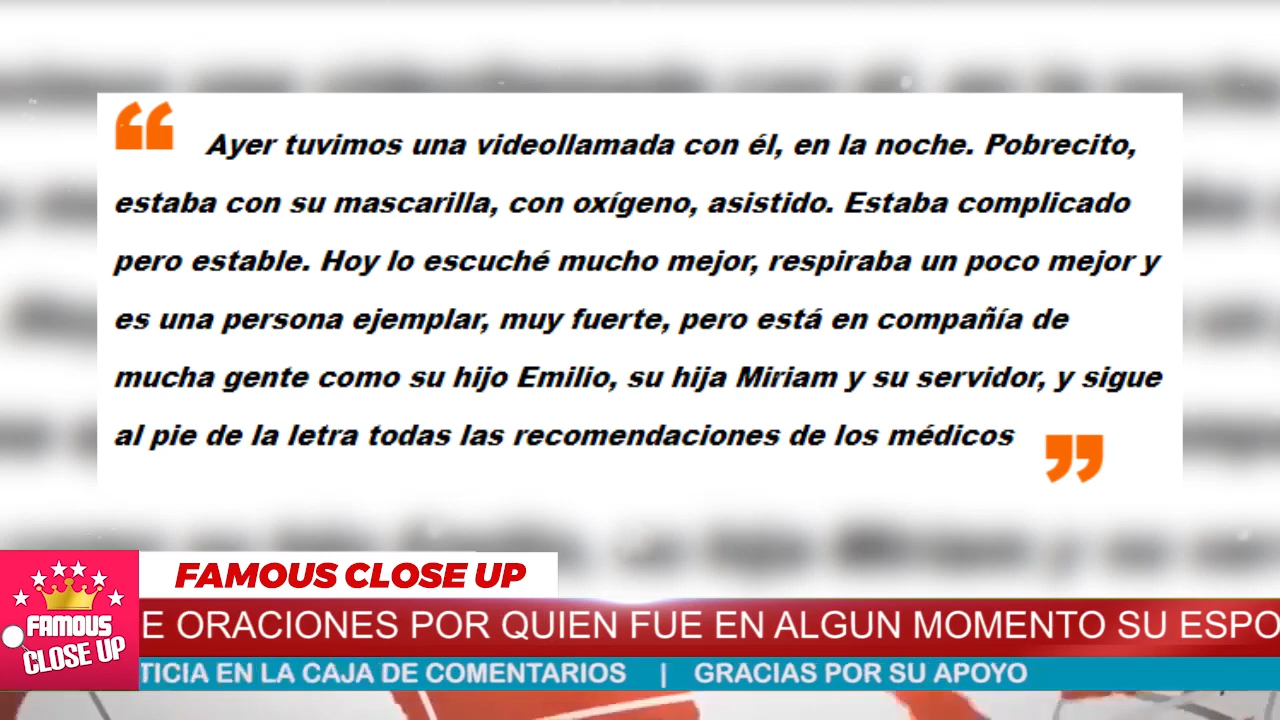 “ Ayer tuvimos una videollamada con él, en la noche. Pobrecito,
estaba con su mascarilla, con oxígeno, asistido. Estaba complicado
pero estable. Hoy lo escuché mucho mejor, respiraba un poco mejor y
es una persona ejemplar, muy fuerte, pero está en compañía de
mucha gente como su hijo Emilio, su hija Miriam y su servidor, y sigue
al pie de la letra todas las recomendaciones de los médicos ”
FAMOUS CLOSE UP
FAMOUS
CLOSE UP
E ORACIONES POR QUIEN FUE EN ALGUN MOMENTO SU ESPO
TICIA EN LA CAJA DE COMENTARIOS | GRACIAS POR SU APOYO